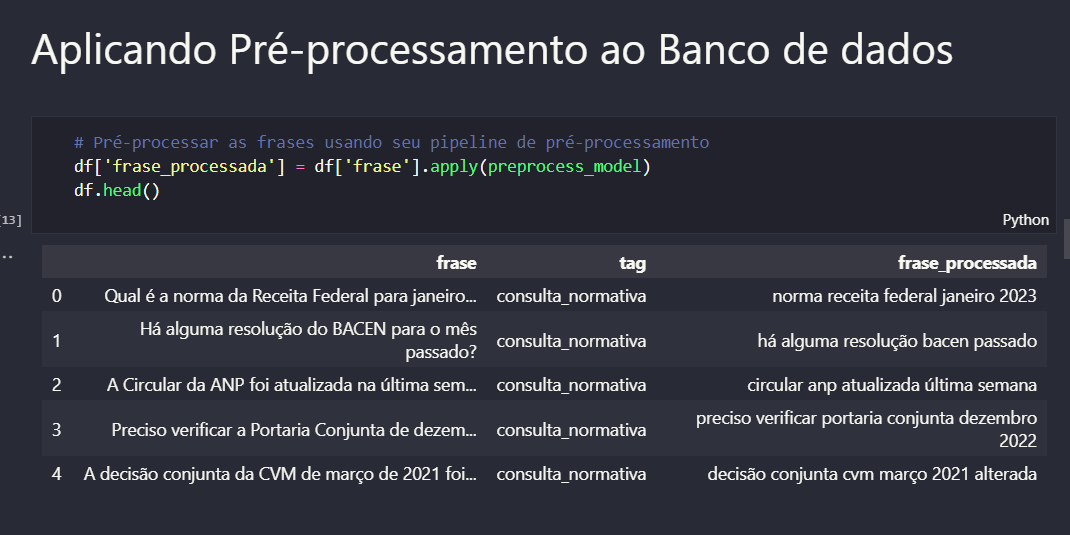 Aplicando Pré-processamento ao Banco de dados
# Pré-processar as frases usando seu pipeline de pré-processamento
df['frase_processada'] = df['frase'].apply(preprocess_model)
df.head()
[13]
Python
..
frase tag frase_processada
0 Qual é a norma da Receita Federal para janeiro... consulta_normativa norma receita federal janeiro 2023
1 Há alguma resolução do BACEN para o mês passado? consulta_normativa há alguma resolução bacen passado
2 A Circular da ANP foi atualizada na última sem... consulta_normativa circular anp atualizada última semana
3 Preciso verificar a Portaria Conjunta de dezem... consulta_normativa preciso verificar portaria conjunta dezembro 2022
4 A decisão conjunta da CVM de março de 2021 foi... consulta_normativa decisão conjunta cvm março 2021 alterada